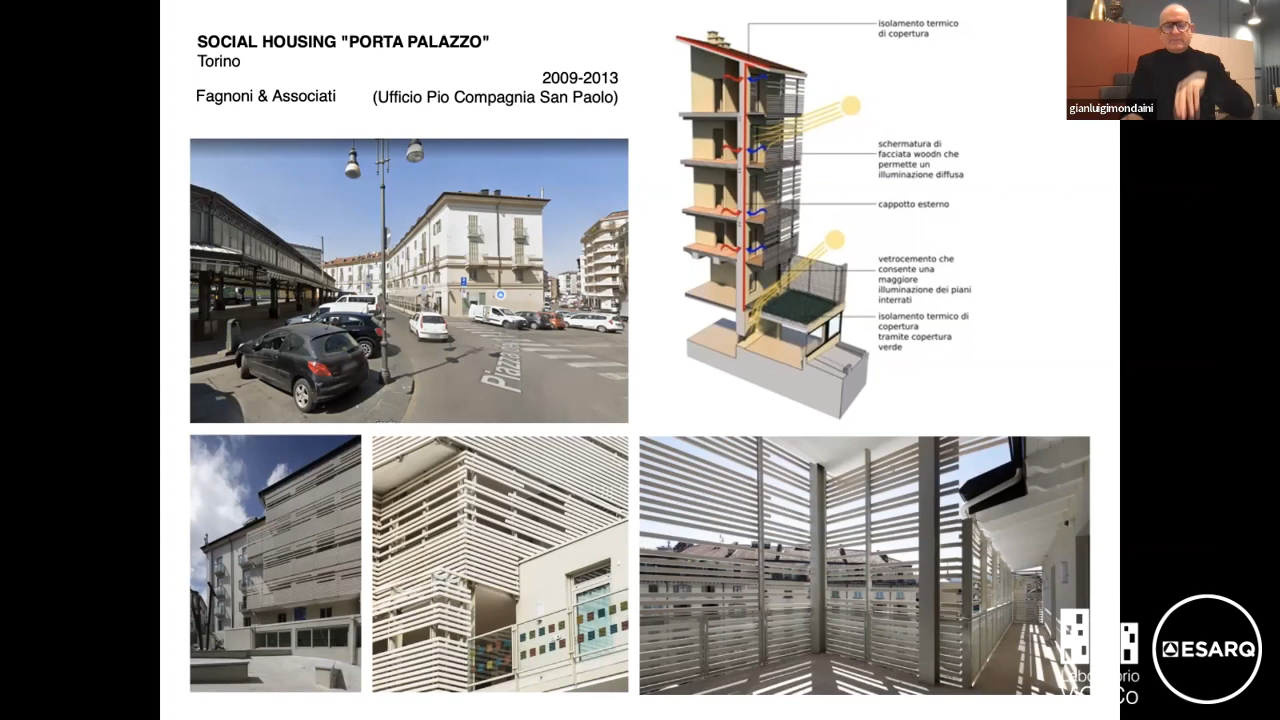 SOCIAL HOUSING "PORTA PALAZZO"
Torino
2009-2013
Fagnoni & Associati
(Ufficio Pio Compagnia San Paolo)
isolamento termico
di copertura
schermatura di
facciata woodn che
permette un
illuminazione diffusa
cappotto esterno
vetrocemento che
consente una
maggiore
illuminazione dei piani
interrati
isolamento termico di
copertura
tramite copertura
verde
gianluigimondaini
Piazza
ESARQ